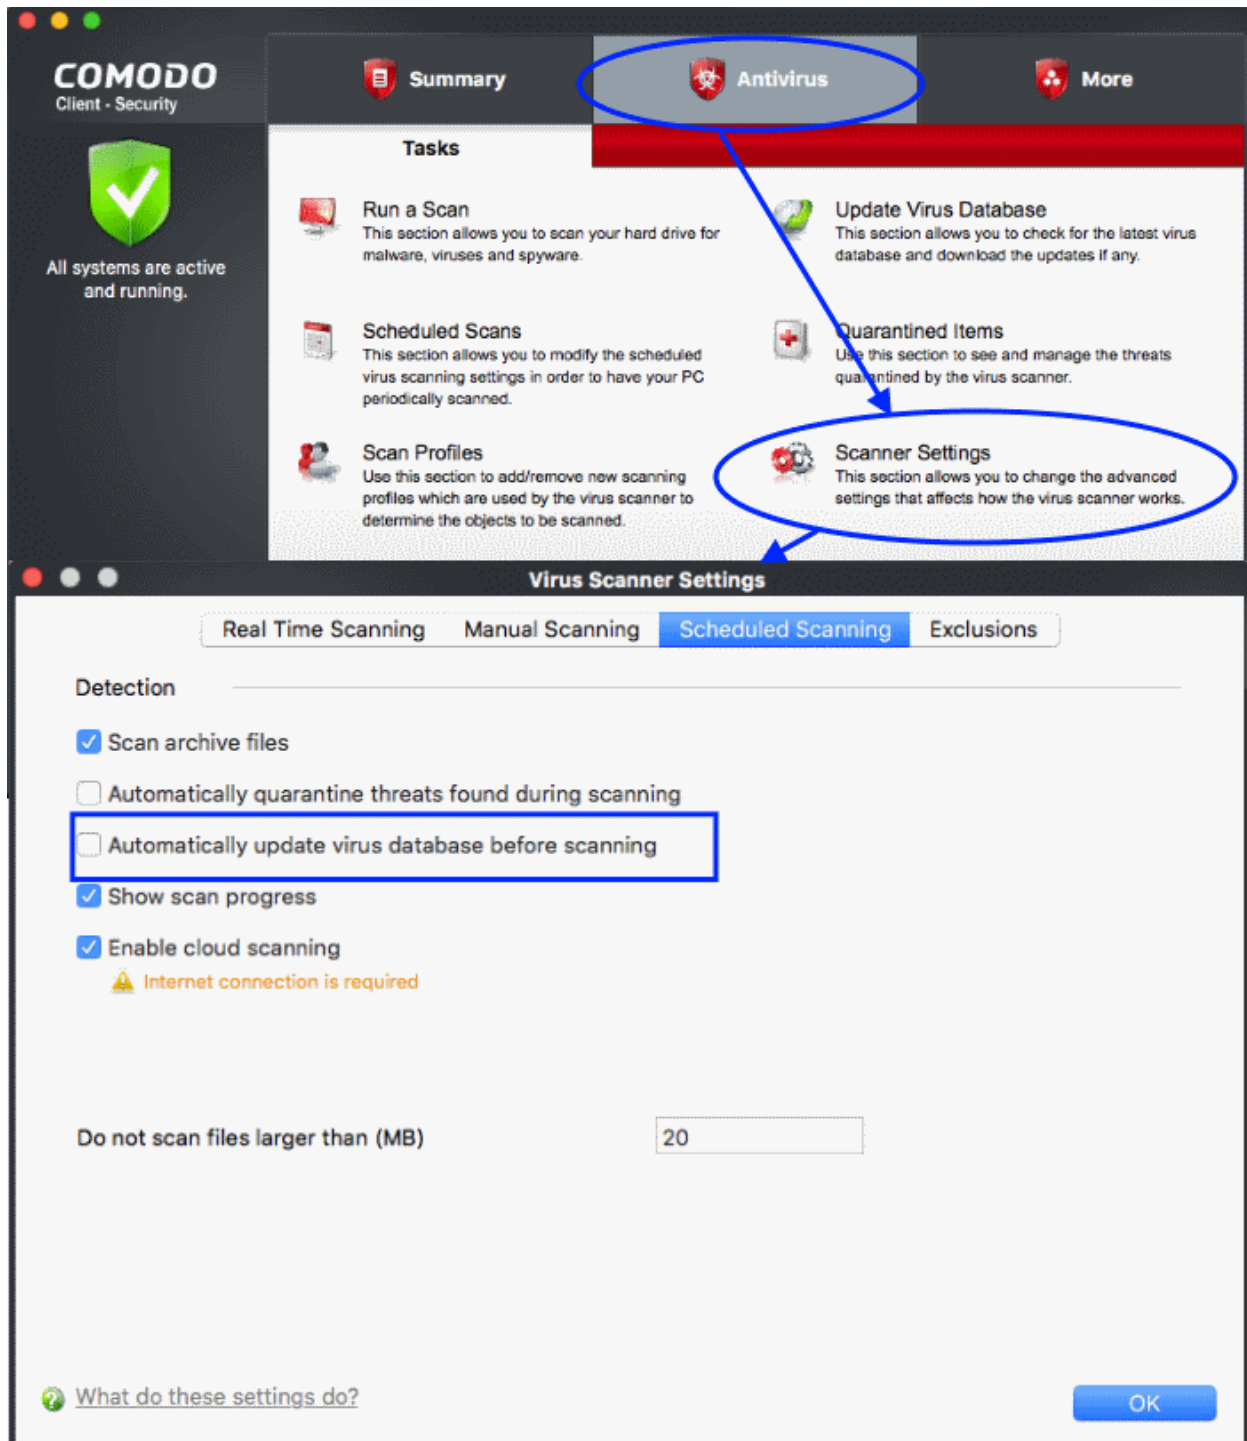 COMODO
Client - Security
Summary
Antivirus
More
Tasks
All systems are active
and running.
Run a Scan
This section allows you to scan your hard drive for
malware, viruses and spyware.
Update Virus Database
This section allows you to check for the latest virus
database and download the updates if any.
Scheduled Scans
This section allows you to modify the scheduled
virus scanning settings in order to have your PC
periodically scanned.
Quarantined Items
Use this section to see and manage the threats
quarantined by the virus scanner.
Scan Profiles
Use this section to add/remove new scanning
profiles which are used by the virus scanner to
determine the objects to be scanned.
Scanner Settings
This section allows you to change the advanced
settings that affects how the virus scanner works.
Virus Scanner Settings
Real Time Scanning
Manual Scanning
Scheduled Scanning
Exclusions
Detection
Scan archive files
Automatically quarantine threats found during scanning
Automatically update virus database before scanning
Show scan progress
Enable cloud scanning
Internet connection is required
Do not scan files larger than (MB)
20
What do these settings do?
OK